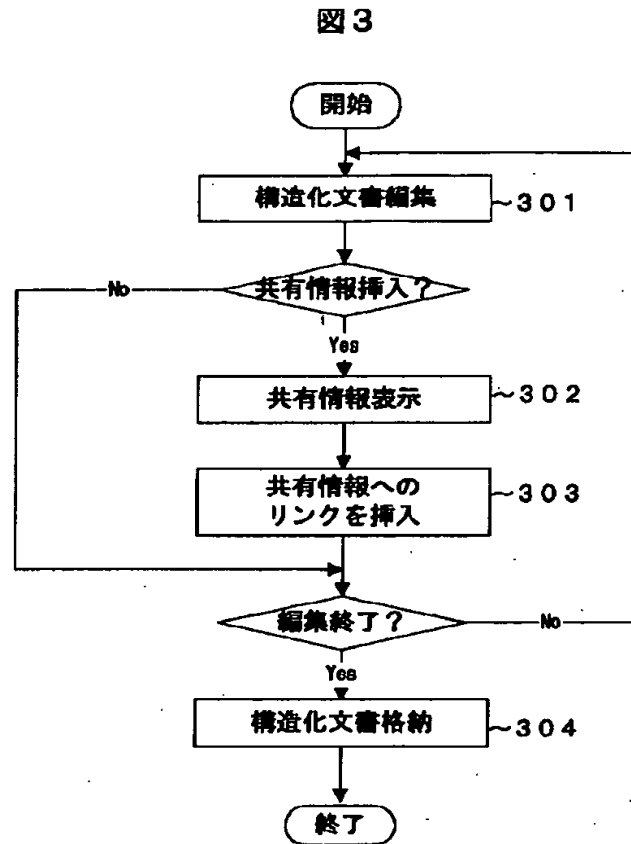 図3
開始
構造化文書編集
～301
共有情報挿入？
No
Yes
共有情報表示
～302
共有情報への
リンクを挿入
～303
編集終了？
No
Yes
構造化文書格納
～304
終了